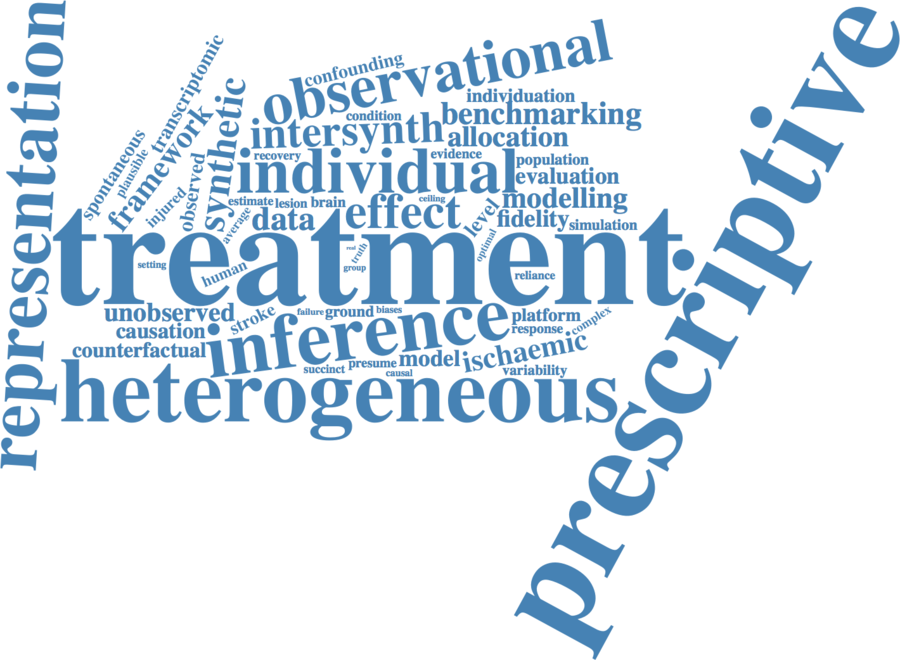 representation
prescriptive
observational
confounding
transcriptomic
spontaneous
plausible
framework
synthetic
injured
observed
individuation
condition
benchmarking
intersynth
allocation
recovery
evidence
population
individual
evaluation
estimate
lesion
brain
ceiling
modelling
average
data
effect
level
fidelity
simulation
optimal
treatment
real
truth
group
setting
human
reliance
unobserved
stroke
failure
ground
biases
platform
complex
causation
inference
response
counterfactual
model
ischaemic
succinct
presume
causal
variability
heterogeneous